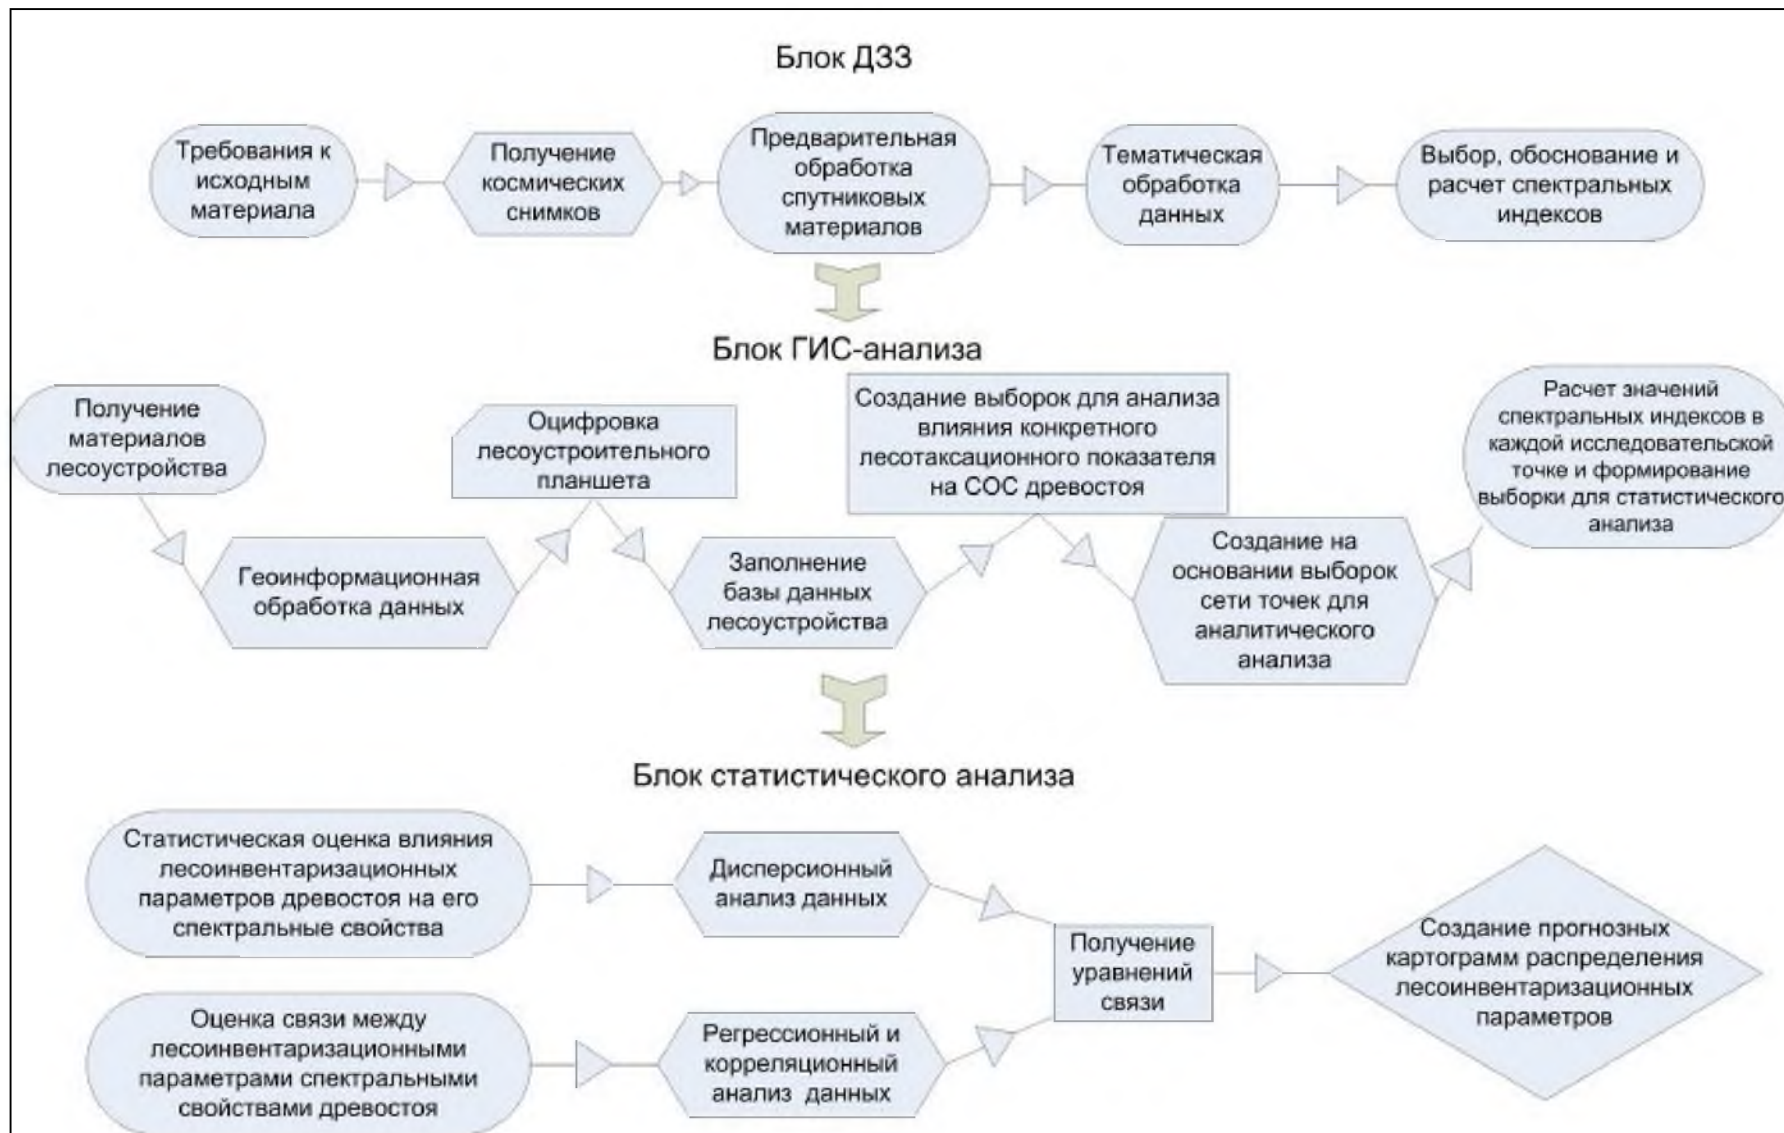 Блок ДЗЗ
Требования к
исходным
материала
Получение
космических
снимков
Предварительная
обработка
спутниковых
материалов
Тематическая
обработка
данных
Выбор, обоснование и
расчет спектральных
индексов
Блок ГИС-анализа
Получение
материалов
лесоустройства
Геоинформационная
обработка данных
Оцифровка
лесоустроительного
планшета
Заполнение
базы данных
лесоустройства
Создание выборок для анализа
влияния конкретного
лесотаксационного показателя
на СОС древостоя
Создание на
основании выборок
сети точек для
аналитического
анализа
Расчет значений
спектральных индексов в
каждой исследовательской
точке и формирование
выборки для статистического
анализа
Блок статистического анализа
Статистическая оценка влияния
лесоинвентаризационных
параметров древостоя на его
спектральные свойства
Дисперсионный
анализ данных
Оценка связи между
лесоинвентаризационными
параметрами спектральными
свойствами древостоя
Регрессионный и
корреляционный
анализ данных
Получение
уравнений
связи
Создание прогнозных
картограмм распределения
лесоинвентаризационных
параметров